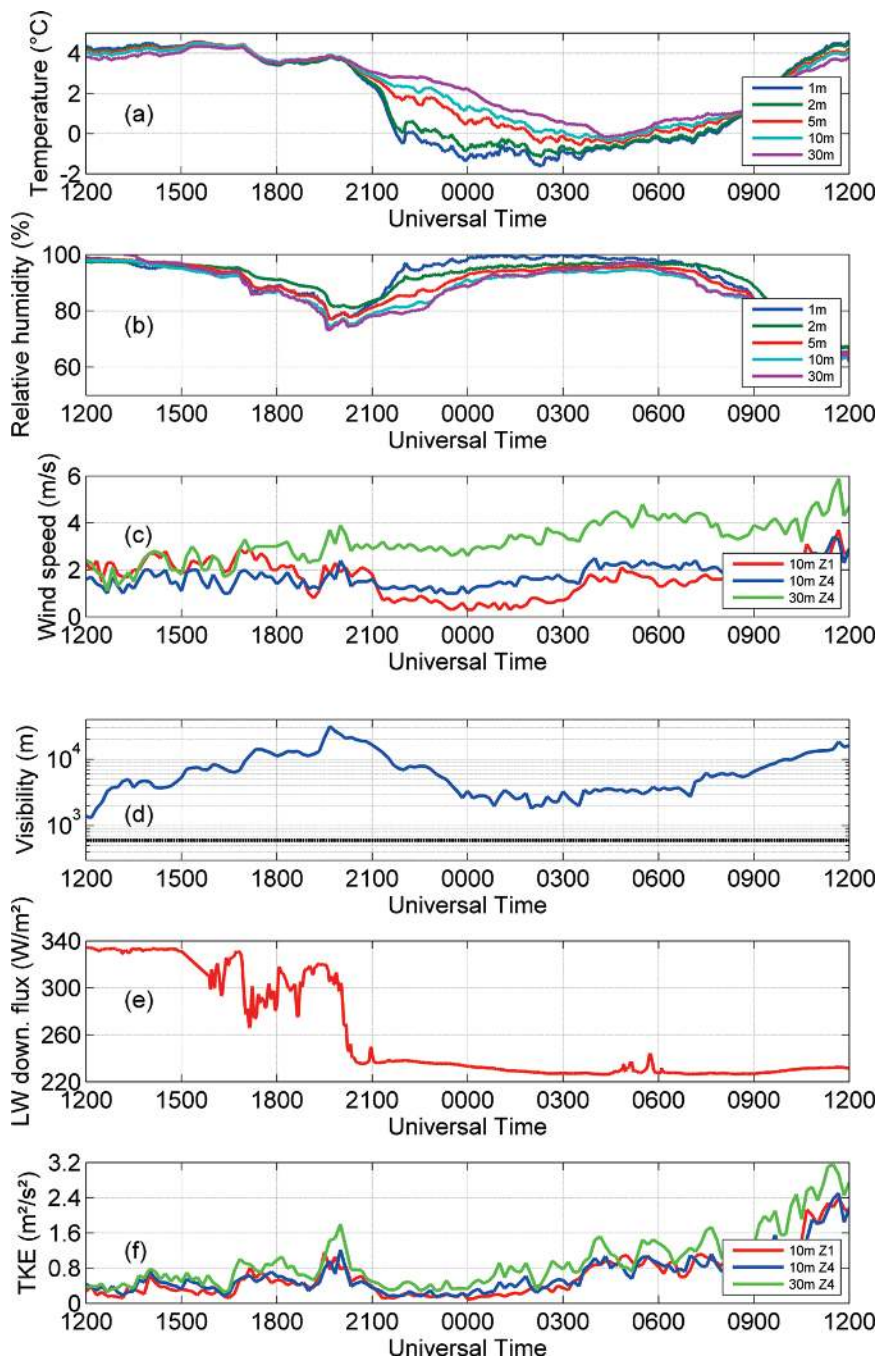 Temperature (°C)
4
2
0
-2
(a)
1m
2m
5m
10m
30m
1200 1500 1800 2100 0000 0300 0600 0900 1200
Universal Time
Relative humidity (%)
100
80
60
(b)
1m
2m
5m
10m
30m
1200 1500 1800 2100 0000 0300 0600 0900 1200
Universal Time
Wind speed (m/s)
6
4
2
0
(c)
10m Z1
10m Z4
30m Z4
1200 1500 1800 2100 0000 0300 0600 0900 1200
Universal Time
Visibility (m)
10⁴
10³
(d)
1200 1500 1800 2100 0000 0300 0600 0900 1200
Universal Time
LW down. flux (W/m²)
340
300
260
220
(e)
1200 1500 1800 2100 0000 0300 0600 0900 1200
Universal Time
TKE (m²/s²)
3.2
2.4
1.6
0.8
0
(f)
10m Z1
10m Z4
30m Z4
1200 1500 1800 2100 0000 0300 0600 0900 1200
Universal Time